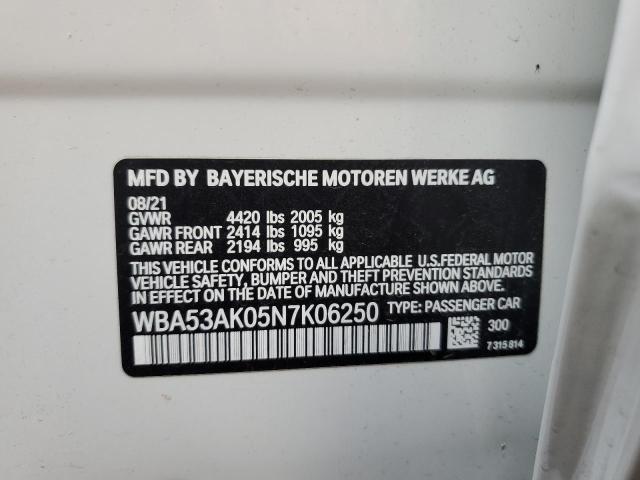 MFD BY BAYERISCHE MOTOREN WERKE AG
08/21
GVWR 4420 lbs 2005 kg
GAWR FRONT 2414 lbs 1095 kg
GAWR REAR 2194 lbs 995 kg
THIS VEHICLE CONFORMS TO ALL APPLICABLE U.S.FEDERAL MOTOR
VEHICLE SAFETY, BUMPER AND THEFT PREVENTION STANDARDS
IN EFFECT ON THE DATE OF MANUFACTURE SHOWN ABOVE.
WBA53AK05N7K06250 TYPE: PASSENGER CAR
300
7 315 814